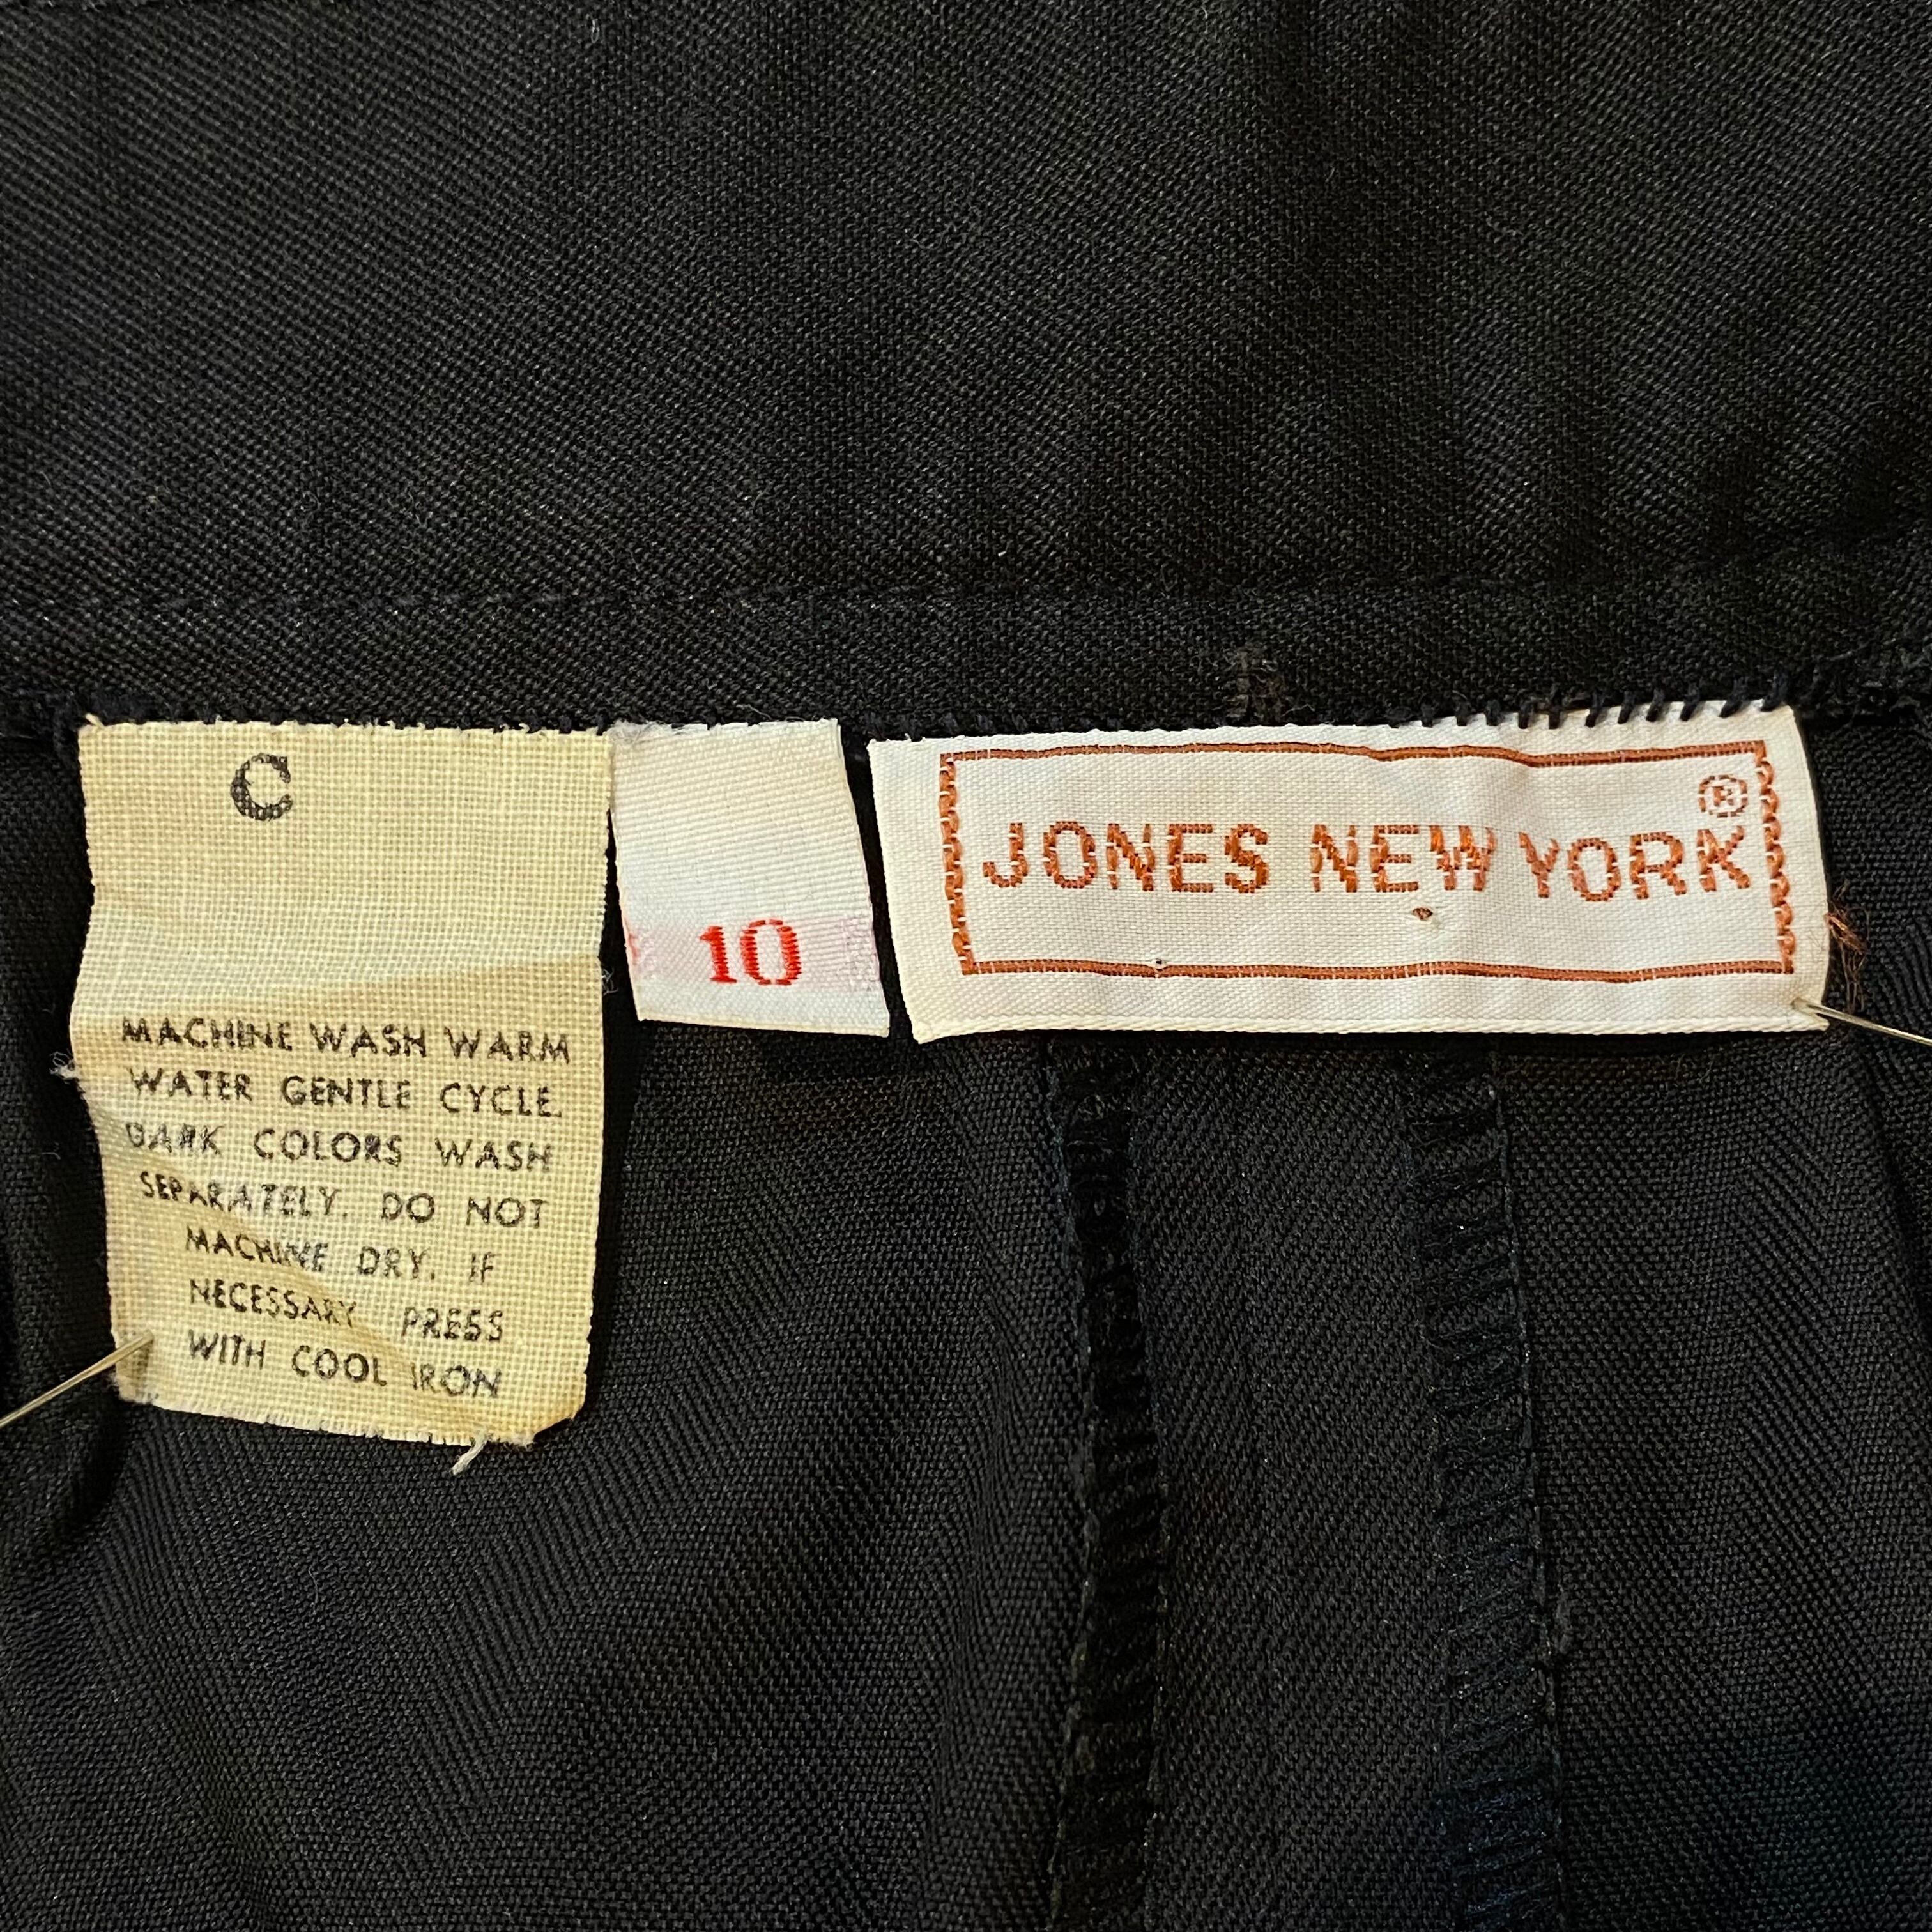 C
MACHINE WASH WARM
WATER GENTLE CYCLE.
DARK COLORS WASH
SEPARATELY. DO NOT
MACHINE DRY. IF
NECESSARY PRESS
WITH COOL IRON
10
JONES NEW YORK ®